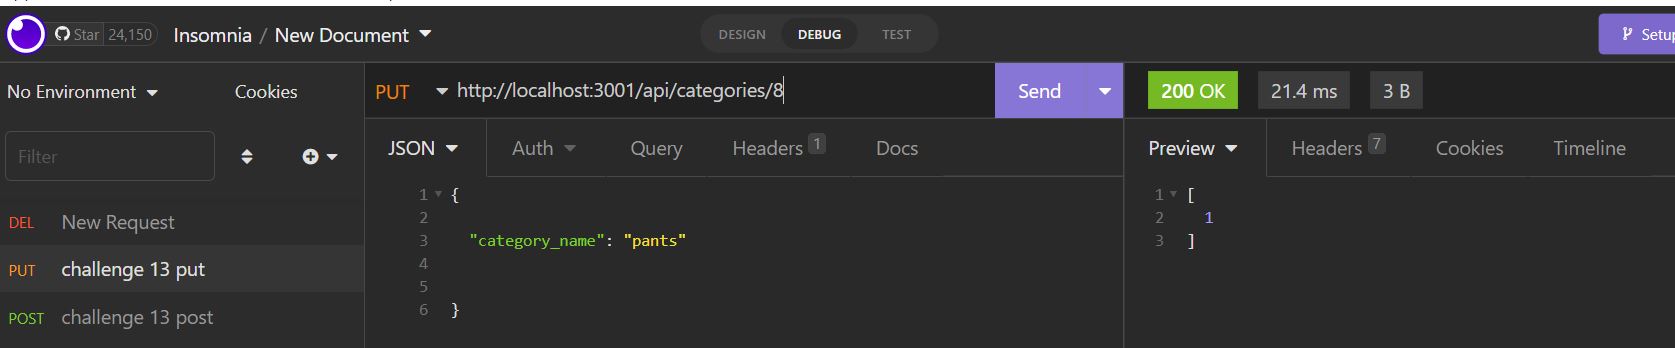 Star 24,150 Insomnia / New Document DESIGN DEBUG TEST
No Environment Cookies PUT http://localhost:3001/api/categories/8 Send 200 OK 21.4 ms 3 B
Filter JSON Auth Query Headers 1 Docs Preview Headers 7 Cookies Timeline
DEL New Request
PUT challenge 13 put
POST challenge 13 post
1 {
2
3 "category_name": "pants"
4
5
6 }
1 [
2 1
3 ]